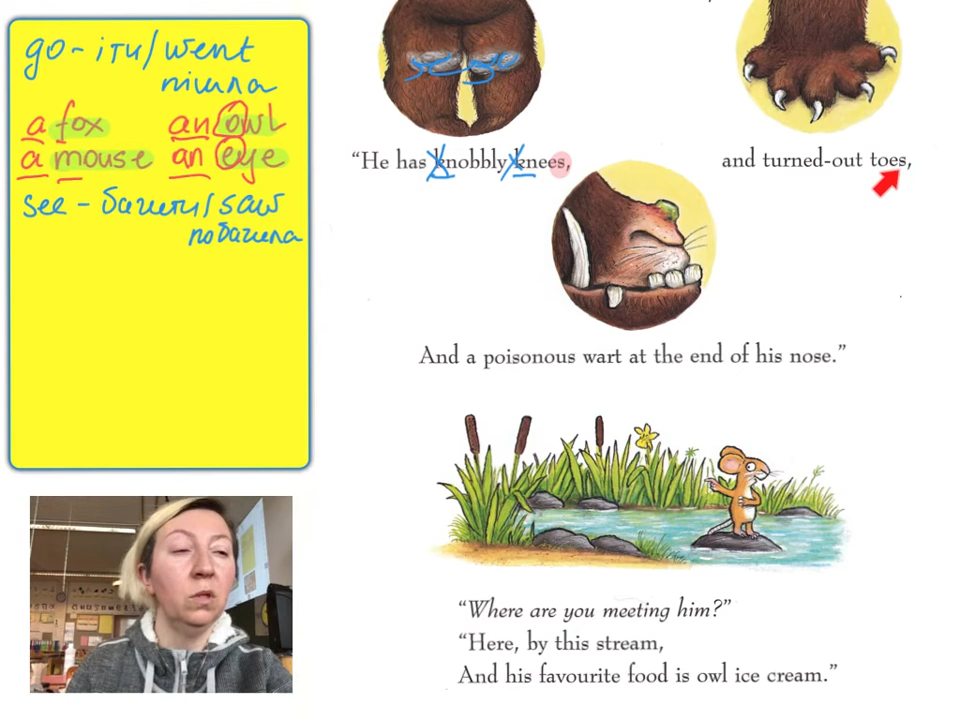 go - іти / went
пішла
a fox an owl
a mouse an eye
see - бачити / saw
побачила
“He has knobbly knees,
and turned-out toes,
And a poisonous wart at the end of his nose.”
“Where are you meeting him?”
“Here, by this stream,
And his favourite food is owl ice cream.”